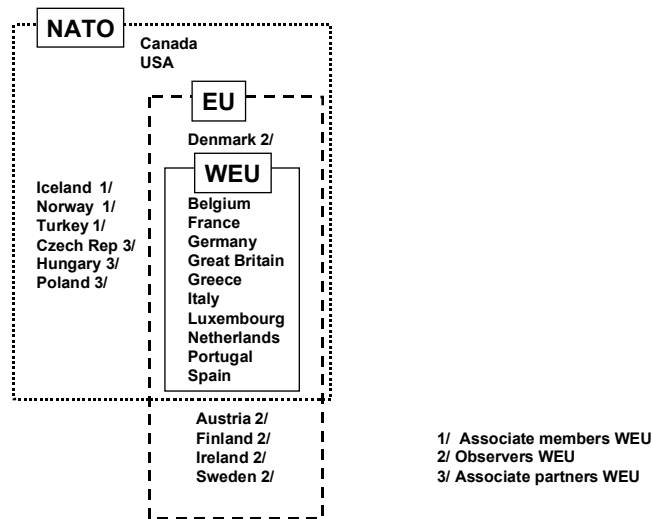 NATO
Canada
USA
EU
Denmark 2/
WEU
Iceland 1/
Norway 1/
Turkey 1/
Czech Rep 3/
Hungary 3/
Poland 3/
Belgium
France
Germany
Great Britain
Greece
Italy
Luxembourg
Netherlands
Portugal
Spain
Austria 2/
Finland 2/
Ireland 2/
Sweden 2/
1/ Associate members WEU
2/ Observers WEU
3/ Associate partners WEU